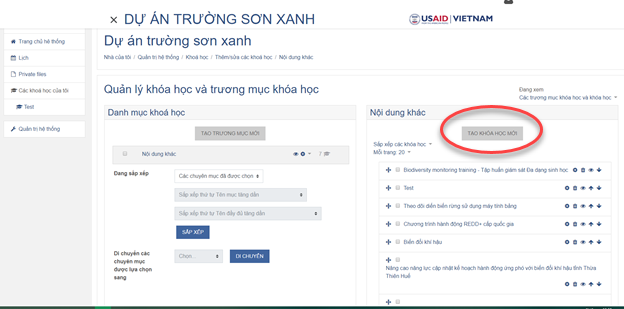 DỰ ÁN TRƯỜNG SƠN XANH
USAID | VIETNAM
Dự án trường sơn xanh
Nhà của tôi / Quản trị hệ thống / Khoá học / Thêm/sửa các khoá học / Nội dung khác
Trang chủ hệ thống
Lịch
Private files
Các khoá học của tôi
Test
Quản trị hệ thống
Quản lý khóa học và trương mục khóa học
Đang xem
Các trương mục khóa học và khóa học
Danh mục khoá học
TẠO TRƯƠNG MỤC MỚI
Nội dung khác
7
Đang sắp xếp
Các chuyên mục đã được chọn
Sắp xếp thứ tự Tên mục tăng dần
Sắp xếp thứ tự Tên đầy đủ tăng dần
SẮP XẾP
Di chuyển các
chuyên mục
được lựa chọn
sang
Chọn...
DI CHUYỂN
Nội dung khác
TẠO KHÓA HỌC MỚI
Sắp xếp các khóa học
Mỗi trang: 20
Biodiversity monitoring training - Tập huấn giám sát Đa dạng sinh học
Test
Theo dõi diễn biến rừng sử dụng máy tính bảng
Chương trình hành động REDD+ cấp quốc gia
Biến đổi khí hậu
Nâng cao năng lực cập nhật kế hoạch hành động ứng phó với biến đổi khí hậu tỉnh Thừa
Thiên Huế